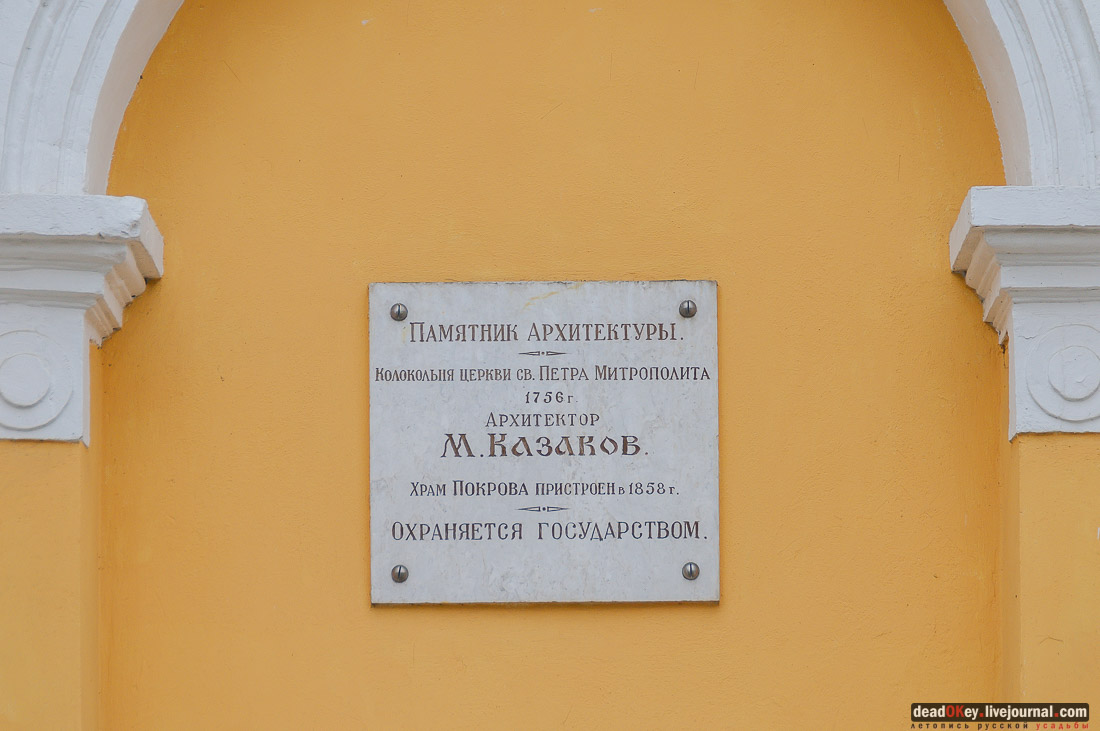 Памятник архитектуры.
Колокольня церкви св. Петра Митрополита
1756 г.
Архитектор
М. Казаков.
Храм Покрова пристроен в 1858 г.
Охраняется государством.
deadOKey.livejournal.com
летопись русской усадьбы